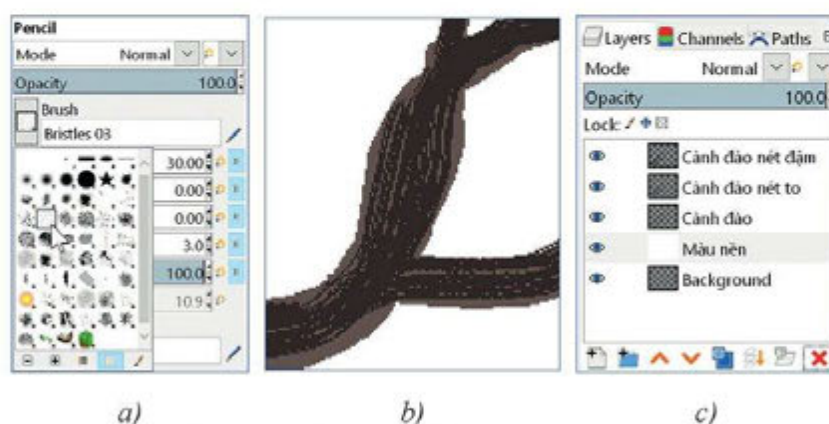 Pencil
Mode Normal
Opacity 100.0
Brush
Bristles 03
30.00
0.00
0.00
3.0
100.0
10.9
a)
b)
Layers Channels Paths
Mode Normal
Opacity 100.0
Lock:
Cành đào nét đậm
Cành đào nét to
Cành đào
Màu nền
Background
c)